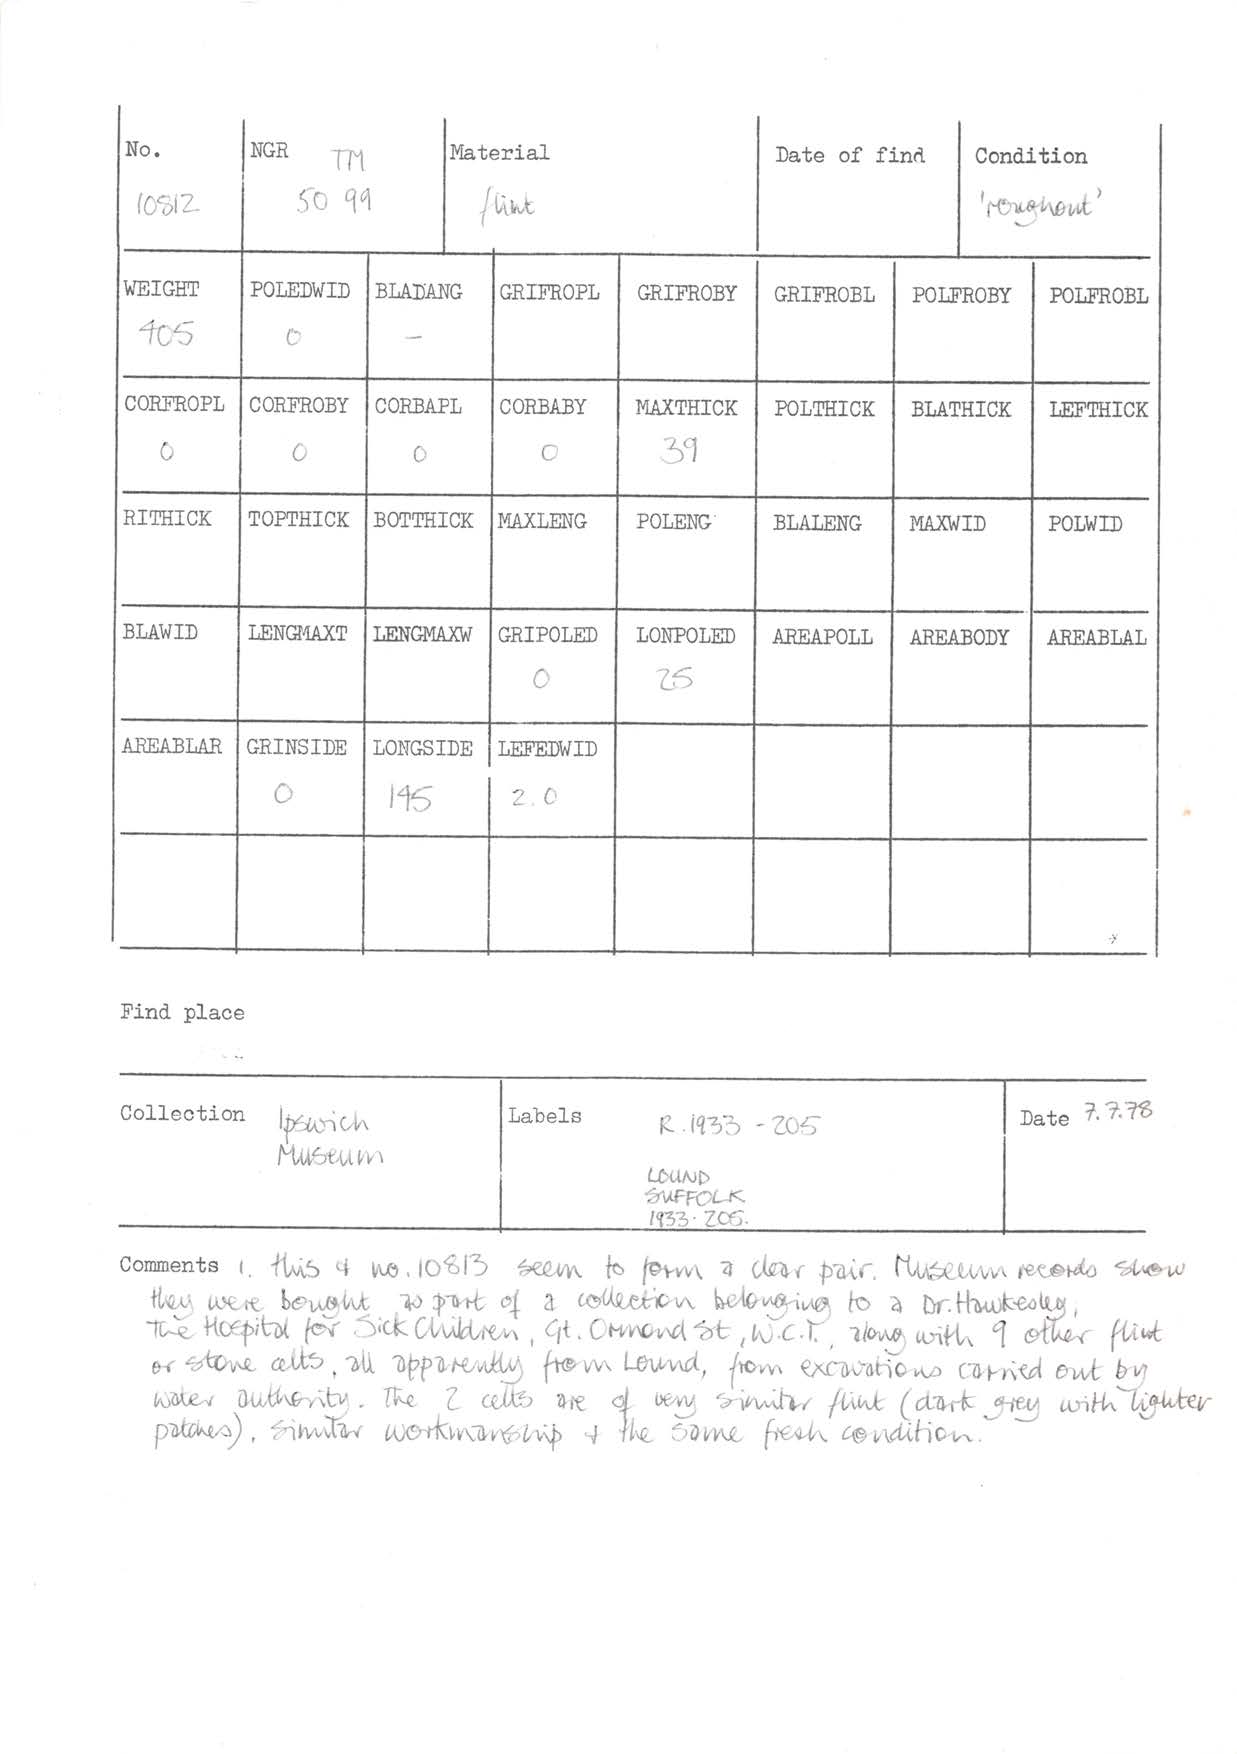 No. NGR TM Material Date of find Condition
10812 50 99 flint 'roughout'
WEIGHT POLEDWID BLADANG GRIFROPL GRIFROBY GRIFROBL POLFROBY POLFROBL
405 0 –
CORFROPL CORFROBY CORBAPL CORBABY MAXTHICK POLTHICK BLATHICK LEFTHICK
0 0 0 0 39
RITHICK TOPTHICK BOTTHICK MAXLENG POLENG BLALENG MAXWID POLWID
BLAWID LENGMAXT LENGMAXW GRIPOLED LONPOLED AREAPOLL AREABODY AREABLAL
0 25
AREABLAR GRINSIDE LONGSIDE LEFEDWID
0 145 2.0
Find place
Collection Ipswich Museum
Labels R.1933 - 205
LOUND
SUFFOLK
1933-205.
Date 7.7.78
Comments 1. this & no. 10813 seem to form a clear pair. Museum records show
they were bought as part of a collection belonging to a Dr. Hawkesley,
The Hospital for Sick Children, Gt. Ormond St, W.C.1., along with 9 other flint
or stone celts, all apparently from Lound, from excavations carried out by
water authority. The 2 celts are of very similar flint (dark grey with lighter
patches), similar workmanship & the same fresh condition.